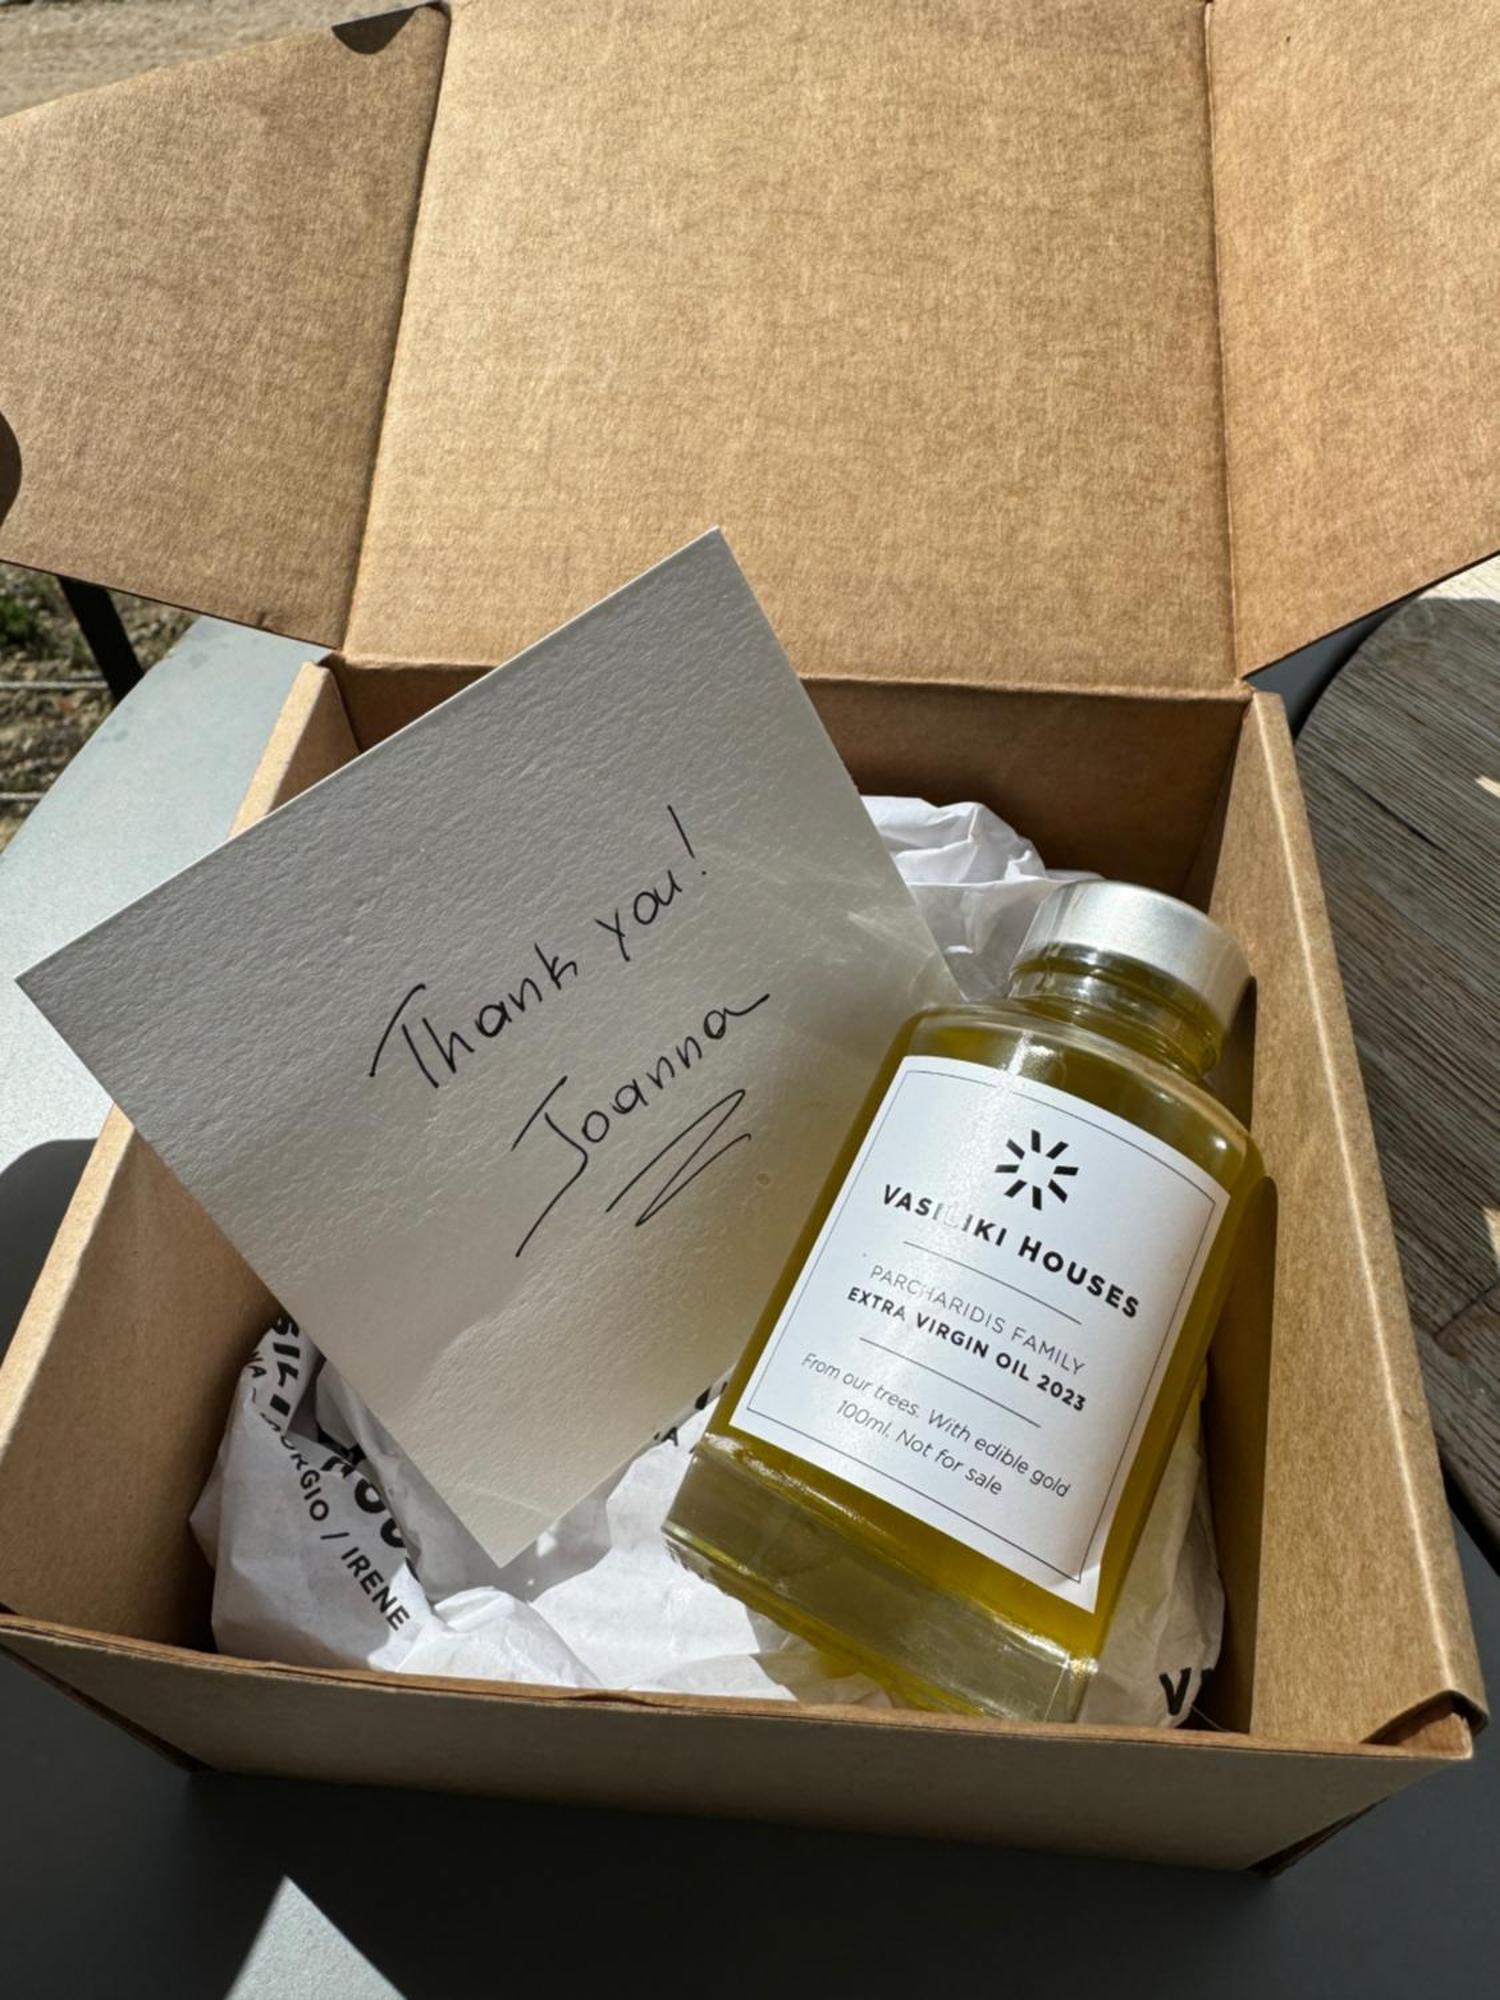 Thank you!
Joanna
VASILIKI HOUSES
PARCHARIDIS FAMILY
EXTRA VIRGIN OIL 2023
From our trees. With edible gold
100ml. Not for sale
IRENE